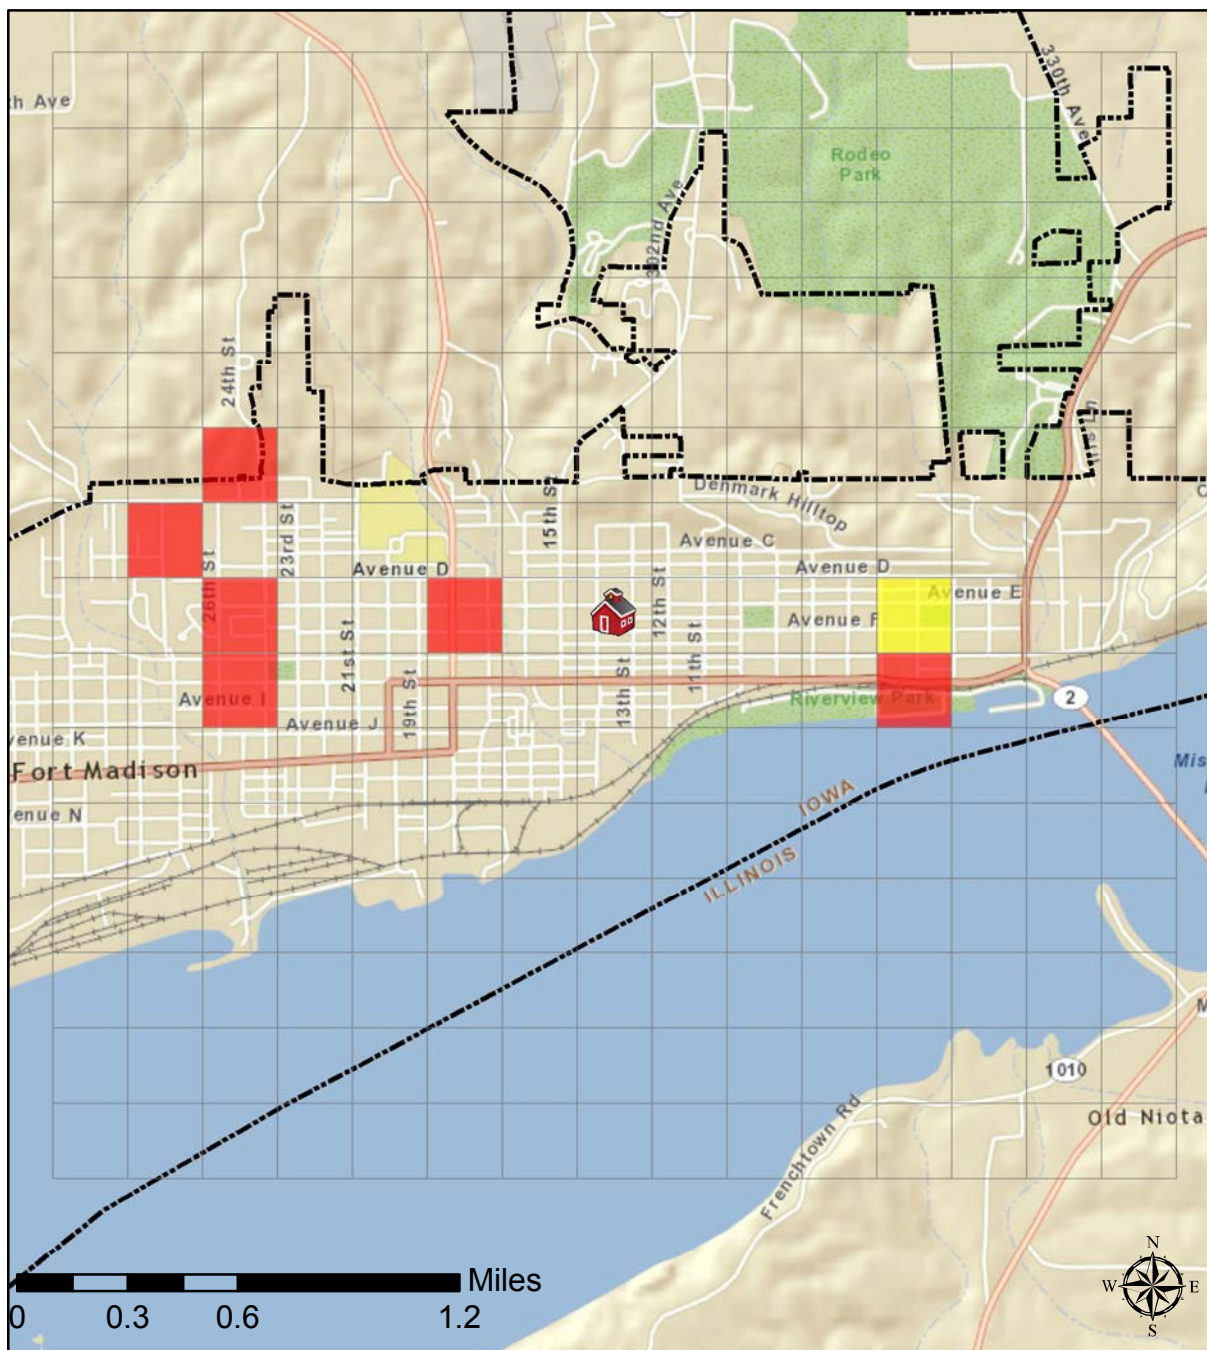 th Ave
330th Ave
Rodeo
Park
302nd Ave
24th St
15th St
Denmark Hilltop
23rd St
26th St
Avenue C
Avenue D
Avenue D
Avenue E
12th St
Avenue F
21st St
11th St
19th St
13th St
Avenue I
Riverview Park
2
Avenue J
venue K
Fort Madison
Mis
venue N
IOWA
ILLINOIS
M
1010
Old Niota
Frenchtown Rd
N
W E
S
Miles
0 0.3 0.6 1.2